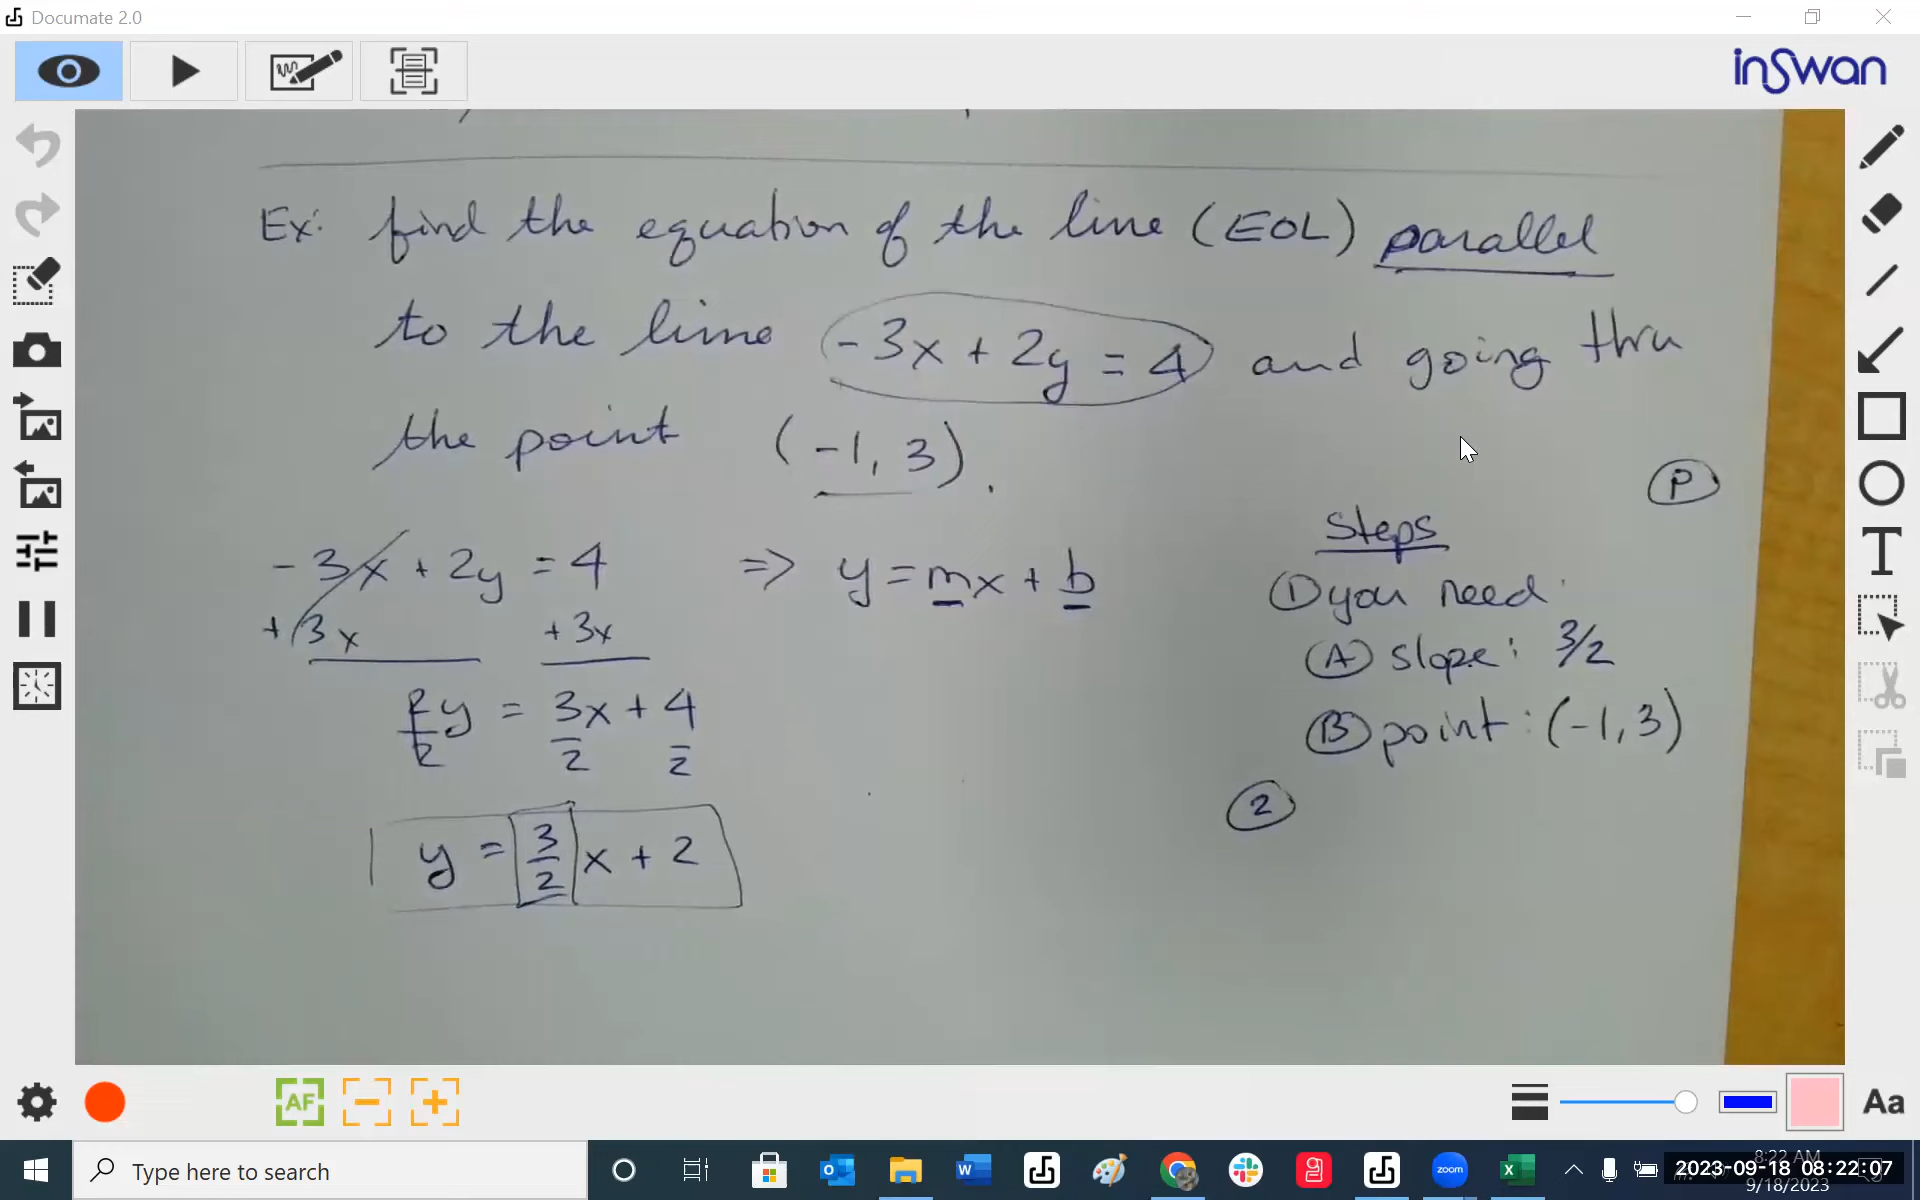 Documate 2.0
inSwan
Ex: find the equation of the line (EOL) parallel
to the line -3x + 2y = 4 and going thru
the point (-1, 3).
P
Steps
-3x + 2y = 4 => y = mx + b
① you need:
+3x +3x
(A) slope: 3/2
2y/2 = 3x/2 + 4/2
(B) point: (-1, 3)
②
y = 3/2 x + 2
AF
Aa
Type here to search
zoom
8:22 AM
2023-09-18 08:22:07
9/18/2023